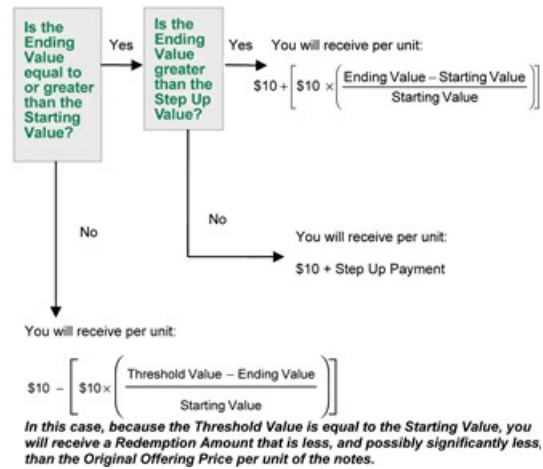 Is the
Ending
Value
equal to
or greater
than the
Starting
Value?
Yes
Is the
Ending
Value
greater
than the
Step Up
Value?
Yes
You will receive per unit:
$10 + [ $10 × ( Ending Value – Starting Value
Starting Value ) ]
No
You will receive per unit:
$10 + Step Up Payment
No
You will receive per unit:
$10 – [ $10 × ( Threshold Value – Ending Value
Starting Value ) ]
In this case, because the Threshold Value is equal to the Starting Value, you
will receive a Redemption Amount that is less, and possibly significantly less,
than the Original Offering Price per unit of the notes.